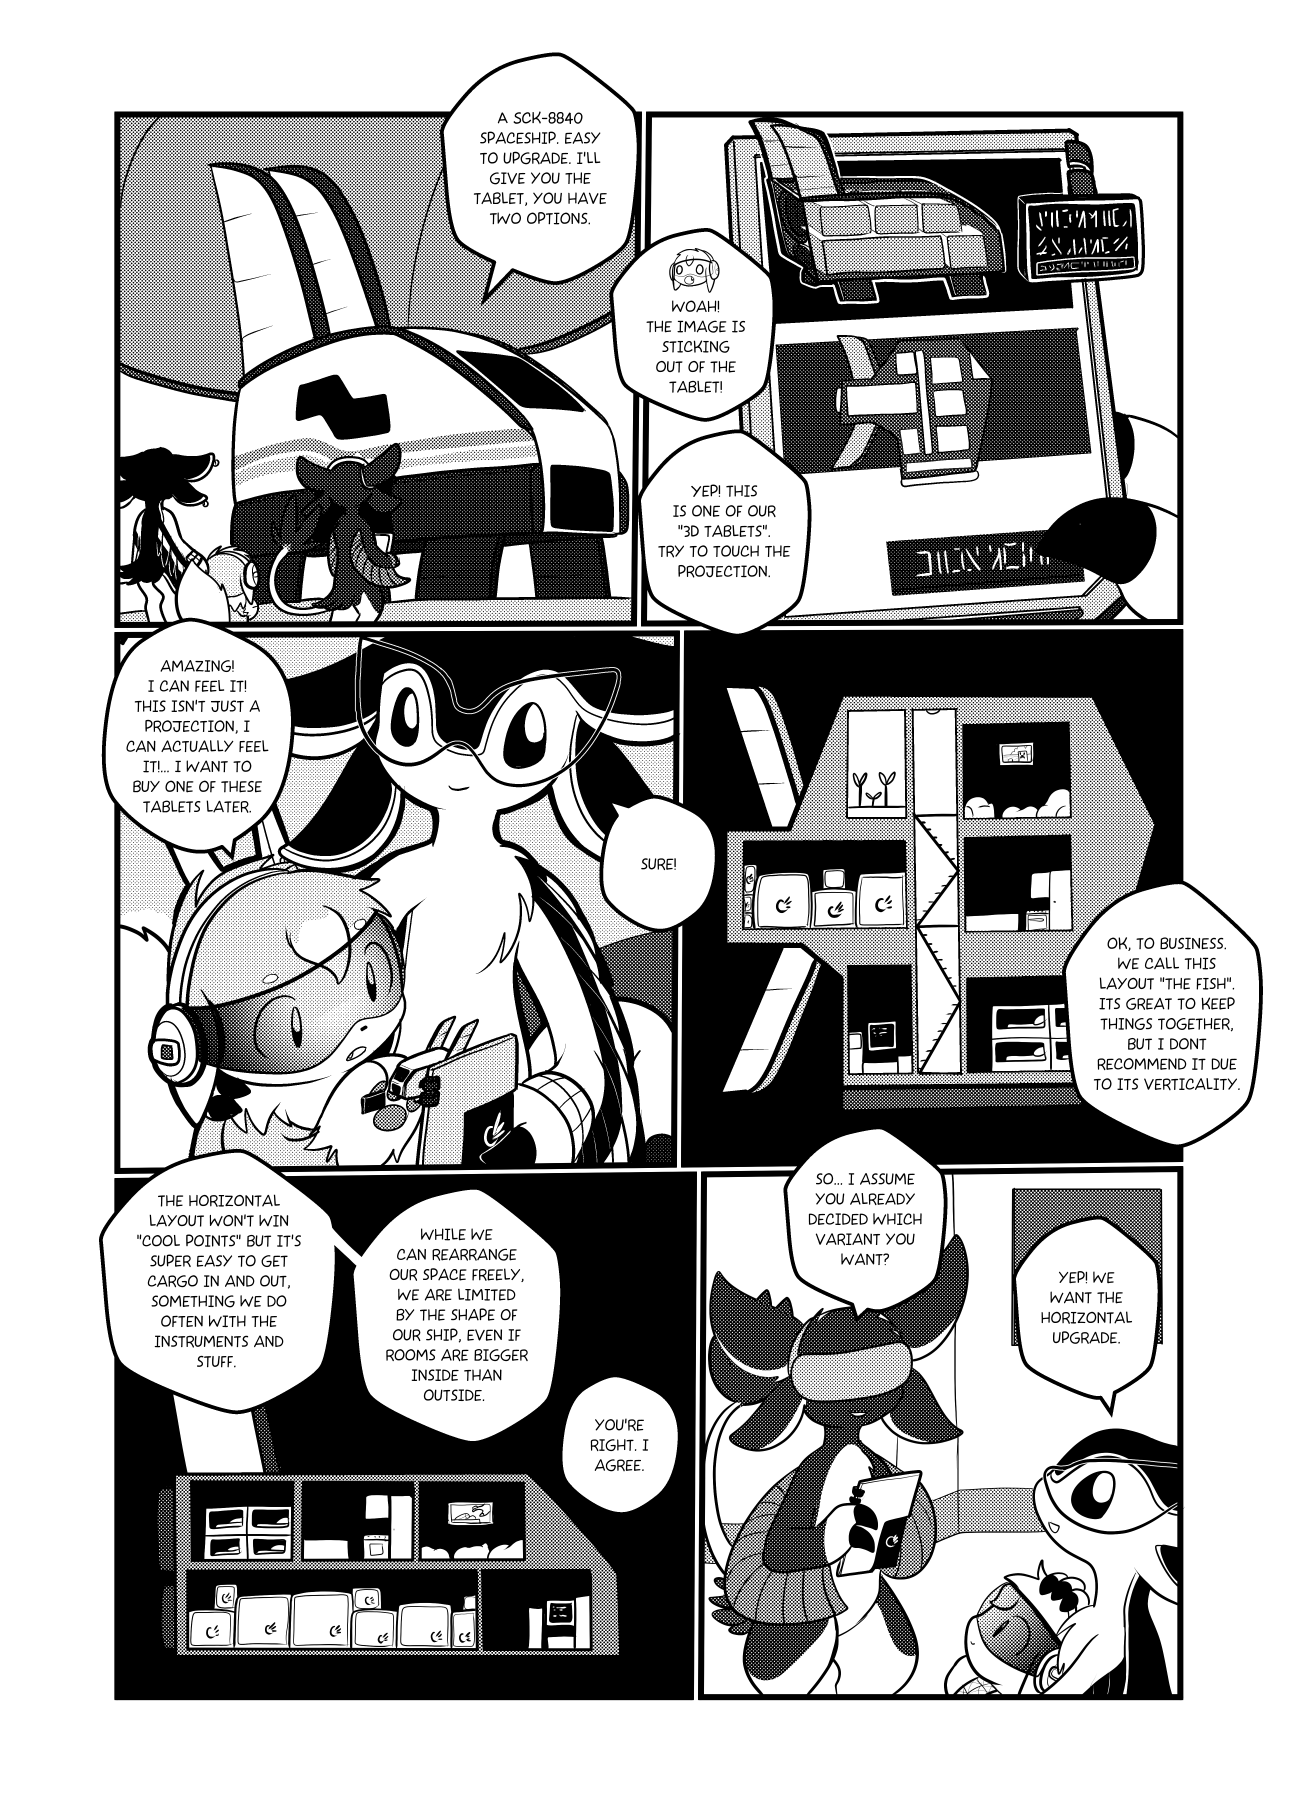 A SCK-8840
SPACESHIP. EASY
TO UPGRADE. I'LL
GIVE YOU THE
TABLET, YOU HAVE
TWO OPTIONS.
WOAH!
THE IMAGE IS
STICKING
OUT OF THE
TABLET!
YEP! THIS
IS ONE OF OUR
"3D TABLETS".
TRY TO TOUCH THE
PROJECTION.
AMAZING!
I CAN FEEL IT!
THIS ISN'T JUST A
PROJECTION, I
CAN ACTUALLY FEEL
IT!... I WANT TO
BUY ONE OF THESE
TABLETS LATER.
SURE!
OK, TO BUSINESS.
WE CALL THIS
LAYOUT "THE FISH".
ITS GREAT TO KEEP
THINGS TOGETHER,
BUT I DONT
RECOMMEND IT DUE
TO ITS VERTICALITY.
THE HORIZONTAL
LAYOUT WON'T WIN
"COOL POINTS" BUT IT'S
SUPER EASY TO GET
CARGO IN AND OUT,
SOMETHING WE DO
OFTEN WITH THE
INSTRUMENTS AND
STUFF.
WHILE WE
CAN REARRANGE
OUR SPACE FREELY,
WE ARE LIMITED
BY THE SHAPE OF
OUR SHIP, EVEN IF
ROOMS ARE BIGGER
INSIDE THAN
OUTSIDE.
YOU'RE
RIGHT. I
AGREE.
SO... I ASSUME
YOU ALREADY
DECIDED WHICH
VARIANT YOU
WANT?
YEP! WE
WANT THE
HORIZONTAL
UPGRADE.